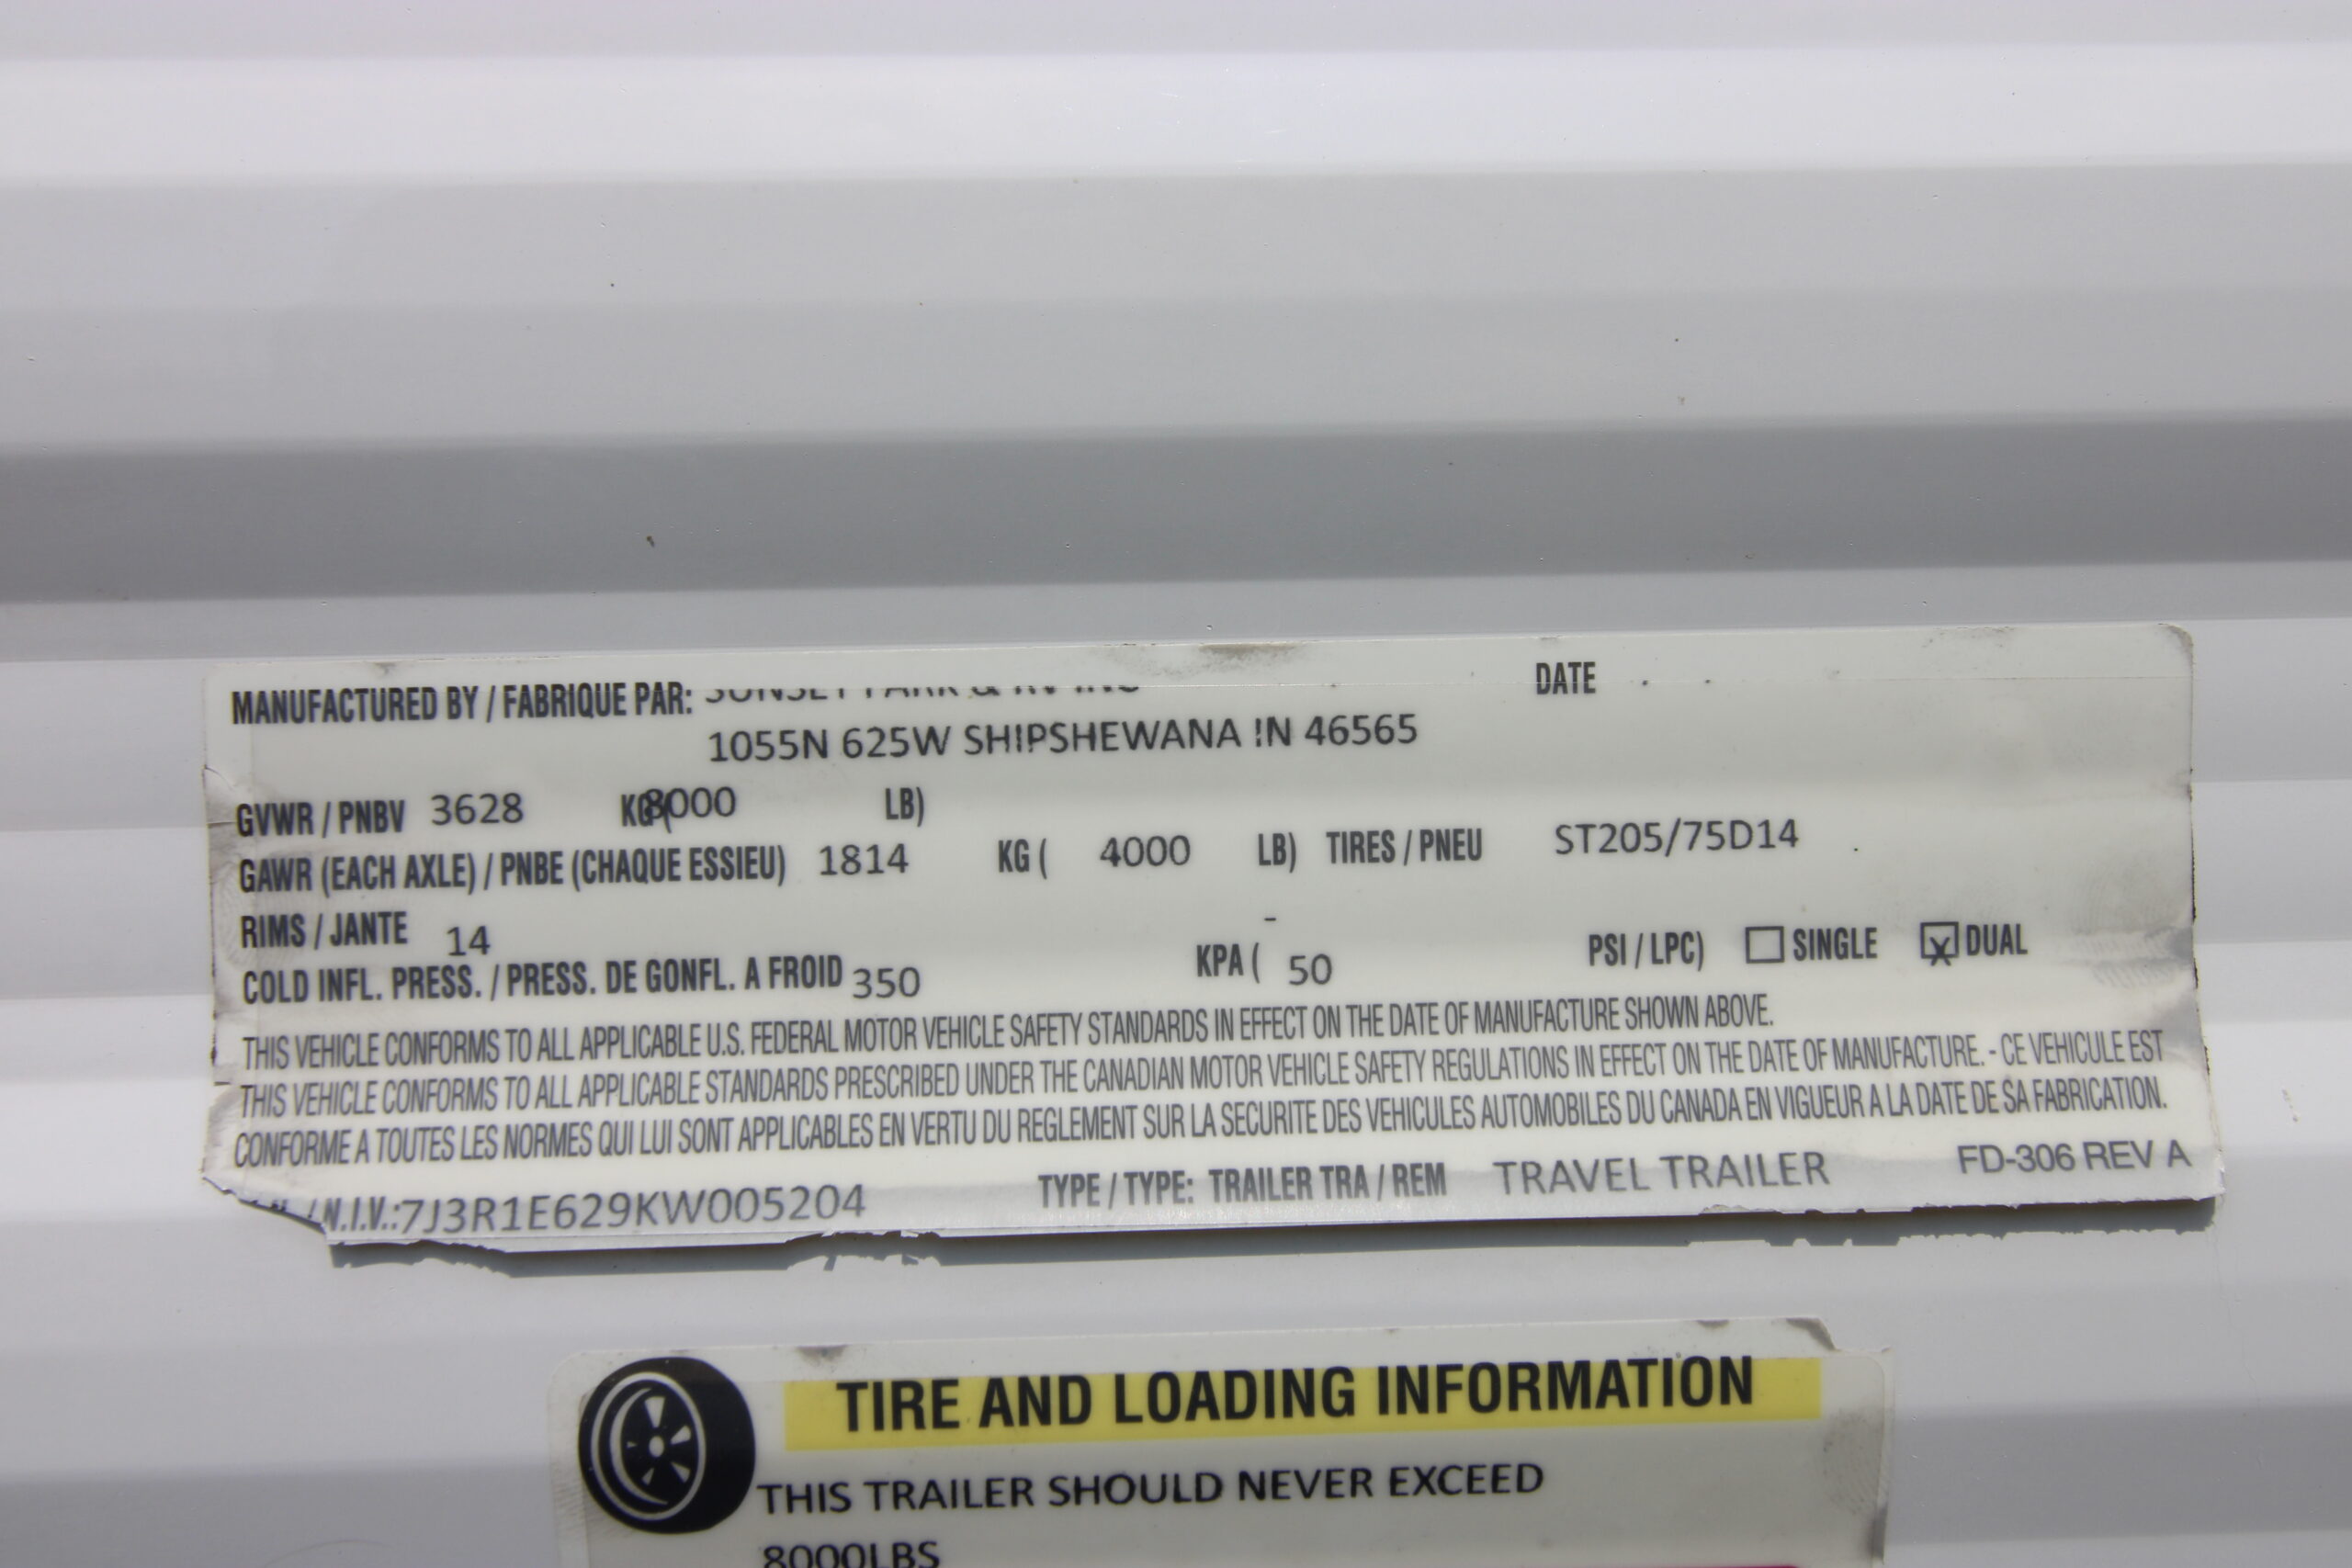 MANUFACTURED BY / FABRIQUE PAR: SUNSET PARK & RV INC DATE
1055N 625W SHIPSHEWANA IN 46565
GVWR / PNBV 3628 KG ( 8000 LB)
GAWR (EACH AXLE) / PNBE (CHAQUE ESSIEU) 1814 KG ( 4000 LB) TIRES / PNEU ST205/75D14
RIMS / JANTE 14
COLD INFL. PRESS. / PRESS. DE GONFL. A FROID 350 KPA ( 50 PSI / LPC) SINGLE X DUAL
THIS VEHICLE CONFORMS TO ALL APPLICABLE U.S. FEDERAL MOTOR VEHICLE SAFETY STANDARDS IN EFFECT ON THE DATE OF MANUFACTURE SHOWN ABOVE.
THIS VEHICLE CONFORMS TO ALL APPLICABLE STANDARDS PRESCRIBED UNDER THE CANADIAN MOTOR VEHICLE SAFETY REGULATIONS IN EFFECT ON THE DATE OF MANUFACTURE. - CE VEHICULE EST
CONFORME A TOUTES LES NORMES QUI LUI SONT APPLICABLES EN VERTU DU REGLEMENT SUR LA SECURITE DES VEHICULES AUTOMOBILES DU CANADA EN VIGUEUR A LA DATE DE SA FABRICATION.
/ N.I.V.: 7J3R1E629KW005204 TYPE / TYPE: TRAILER TRA / REM TRAVEL TRAILER FD-306 REV A
TIRE AND LOADING INFORMATION
THIS TRAILER SHOULD NEVER EXCEED
8000LBS